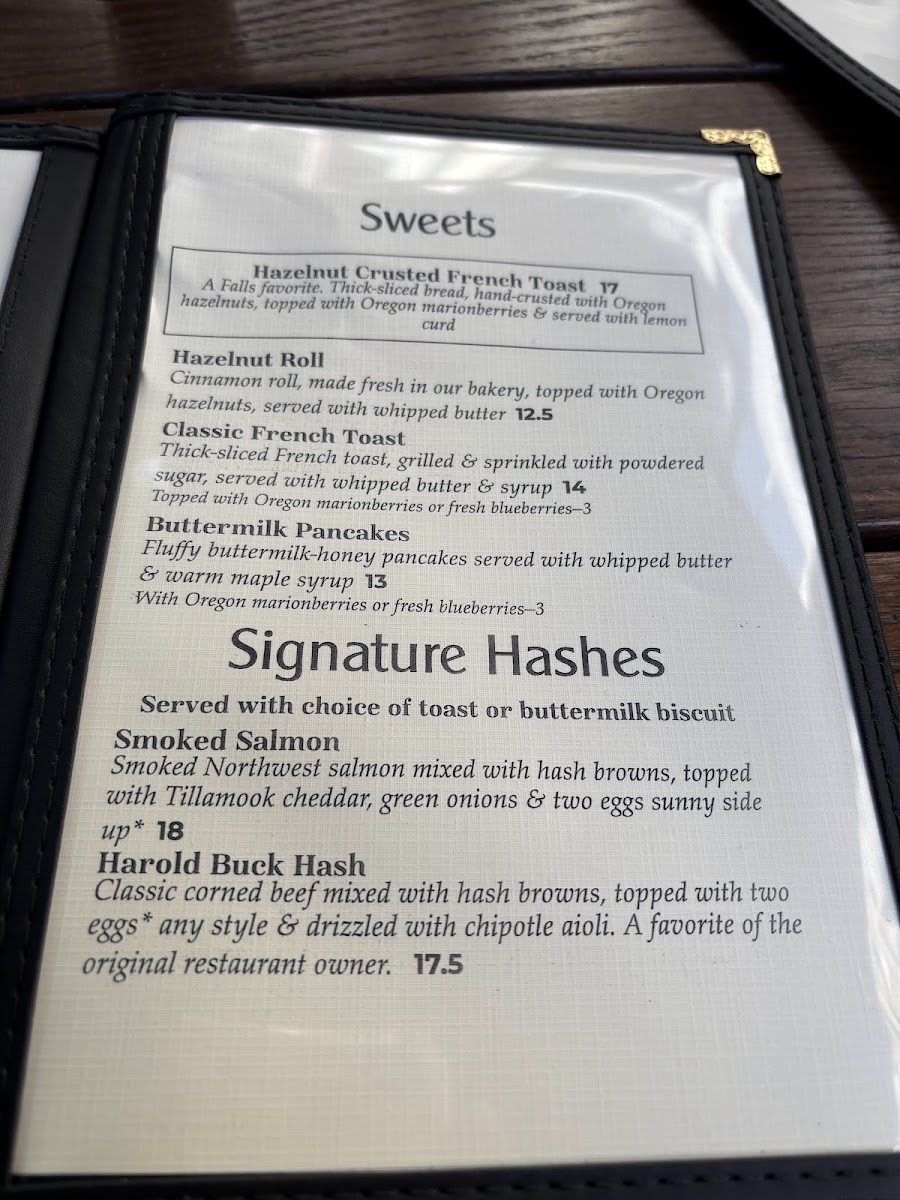 Sweets
Hazelnut Crusted French Toast 17
A Falls favorite. Thick-sliced bread, hand-crusted with Oregon
hazelnuts, topped with Oregon marionberries & served with lemon
curd
Hazelnut Roll
Cinnamon roll, made fresh in our bakery, topped with Oregon
hazelnuts, served with whipped butter 12.5
Classic French Toast
Thick-sliced French toast, grilled & sprinkled with powdered
sugar, served with whipped butter & syrup 14
Topped with Oregon marionberries or fresh blueberries–3
Buttermilk Pancakes
Fluffy buttermilk-honey pancakes served with whipped butter
& warm maple syrup 13
With Oregon marionberries or fresh blueberries–3
Signature Hashes
Served with choice of toast or buttermilk biscuit
Smoked Salmon
Smoked Northwest salmon mixed with hash browns, topped
with Tillamook cheddar, green onions & two eggs sunny side
up* 18
Harold Buck Hash
Classic corned beef mixed with hash browns, topped with two
eggs* any style & drizzled with chipotle aioli. A favorite of the
original restaurant owner. 17.5